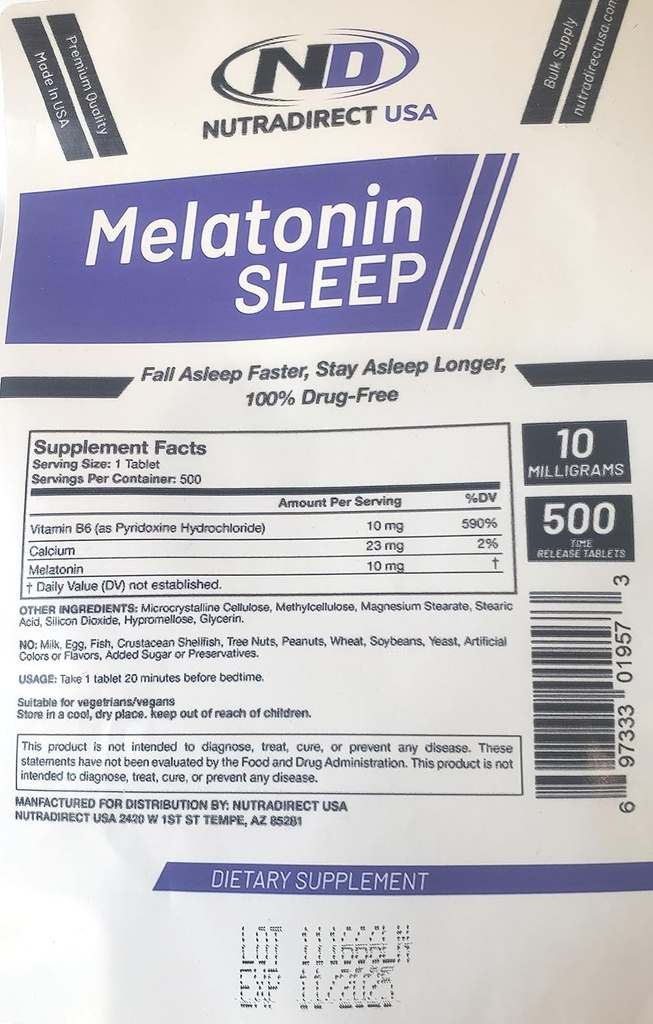 Made In USA
Premium Quality
Bulk Supply
nutradirectusa.com
ND
NUTRADIRECT USA
Melatonin
SLEEP
Fall Asleep Faster, Stay Asleep Longer,
100% Drug-Free
Supplement Facts
Serving Size: 1 Tablet
Servings Per Container: 500
Amount Per Serving %DV
Vitamin B6 (as Pyridoxine Hydrochloride) 10 mg 590%
Calcium 23 mg 2%
Melatonin 10 mg †
† Daily Value (DV) not established.
10
MILLIGRAMS
500
TIME
RELEASE TABLETS
OTHER INGREDIENTS: Microcrystalline Cellulose, Methylcellulose, Magnesium Stearate, Stearic
Acid, Silicon Dioxide, Hypromellose, Glycerin.
NO: Milk, Egg, Fish, Crustacean Shellfish, Tree Nuts, Peanuts, Wheat, Soybeans, Yeast, Artificial
Colors or Flavors, Added Sugar or Preservatives.
USAGE: Take 1 tablet 20 minutes before bedtime.
Suitable for vegetrians/vegans
Store in a cool, dry place. keep out of reach of children.
This product is not intended to diagnose, treat, cure, or prevent any disease. These
statements have not been evaluated by the Food and Drug Administration. This product is not
intended to diagnose, treat, cure, or prevent any disease.
MANFACTURED FOR DISTRIBUTION BY: NUTRADIRECT USA
NUTRADIRECT USA 2420 W 1ST ST TEMPE, AZ 85281
6 97333 01957 3
DIETARY SUPPLEMENT
LOT
EXP 11/2025